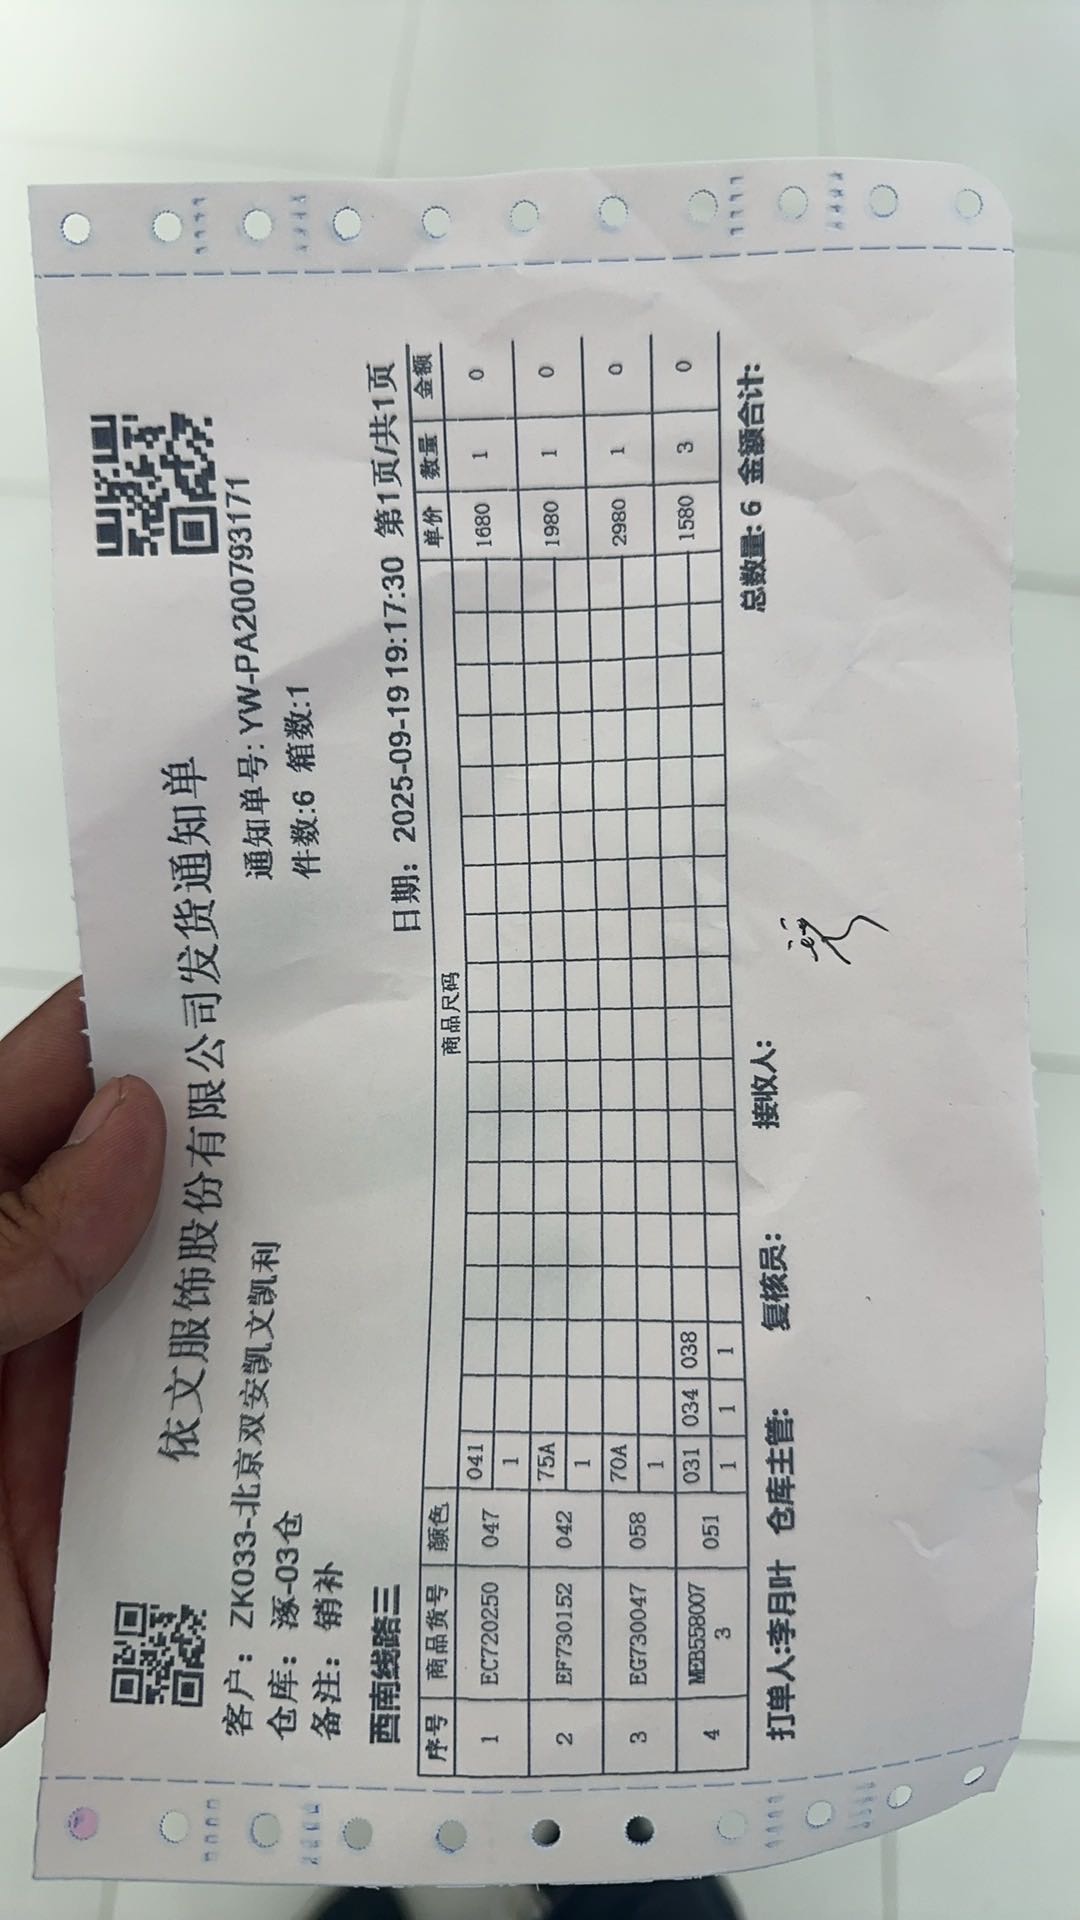 依文服饰股份有限公司发货通知单
客户: ZK033-北京双安凯文凯利 通知单号: YW-PA200793171
仓库: 涿-03仓 件数:6 箱数:1
备注: 销补
西南线路三 日期: 2025-09-19 19:17:30 第1页/共1页
序号 商品货号 颜色 商品尺码 单价 数量 金额
1 EC720250 047 041 1680 1 0
1
2 EF730152 042 75A 1980 1 0
1
3 EG730047 058 70A 2980 1 0
1
4 MEB558007 051 031 034 038 1580 3 0
3 1 1 1
总数量: 6 金额合计:
打单人:李月叶 仓库主管: 复核员: 接收人: